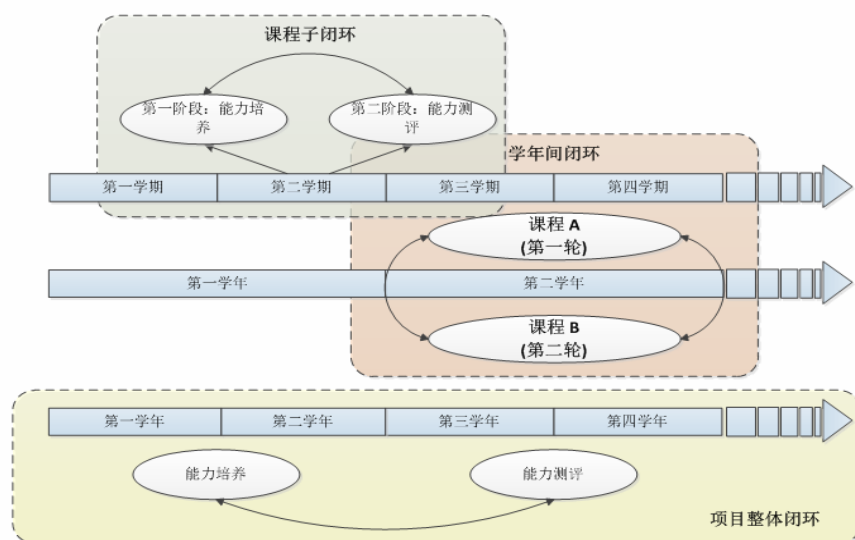 课程子闭环
第一阶段：能力培
养
第二阶段：能力测
评
学年间闭环
第一学期
第二学期
第三学期
第四学期
课程 A
(第一轮)
第一学年
第二学年
课程 B
(第二轮)
第一学年
第二学年
第三学年
第四学年
能力培养
能力测评
项目整体闭环